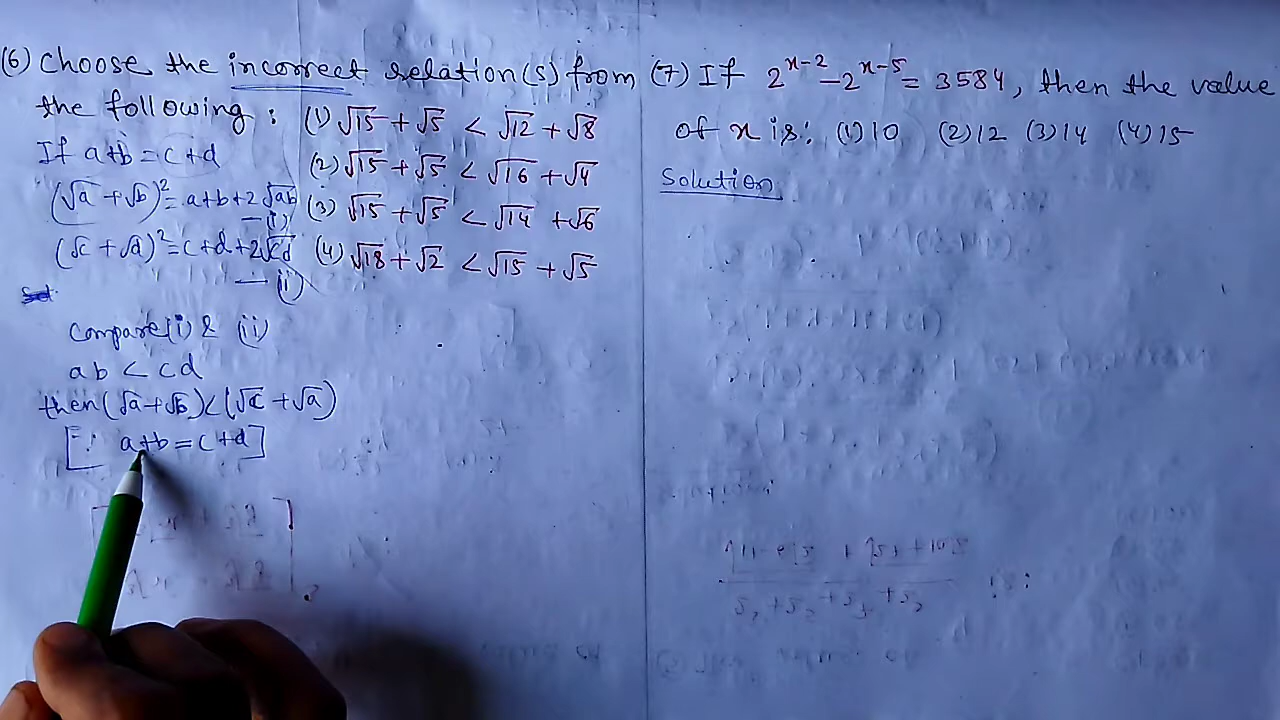 (6) Choose the incorrect relation(s) from
the following: (1) √15 + √5 < √12 + √8
If a+b = c+d
(2) √15 + √5 < √16 + √4
(√a + √b)² = a+b+2√ab
—(i)
(3) √15 + √5 < √14 + √6
(√c + √d)² = c+d+2√cd
—(ii)
(4) √18 + √2 < √15 + √5
Compare (i) & (ii)
ab < cd
then (√a+√b) < (√c + √d)
[∵ a+b = c+d]
(7) If 2^(x-2) - 2^(x-5) = 3584, then the value
of x is: (1) 10 (2) 12 (3) 14 (4) 15
Solution